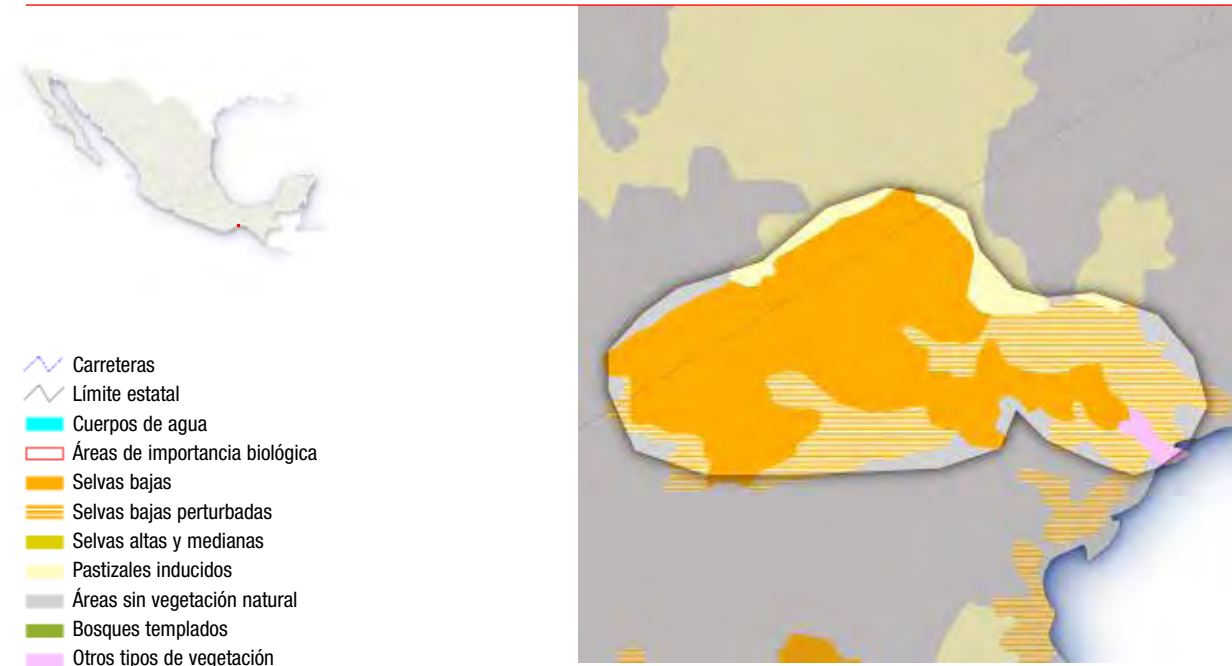 Carreteras
Límite estatal
Cuerpos de agua
Áreas de importancia biológica
Selvas bajas
Selvas bajas perturbadas
Selvas altas y medianas
Pastizales inducidos
Áreas sin vegetación natural
Bosques templados
Otros tipos de vegetación